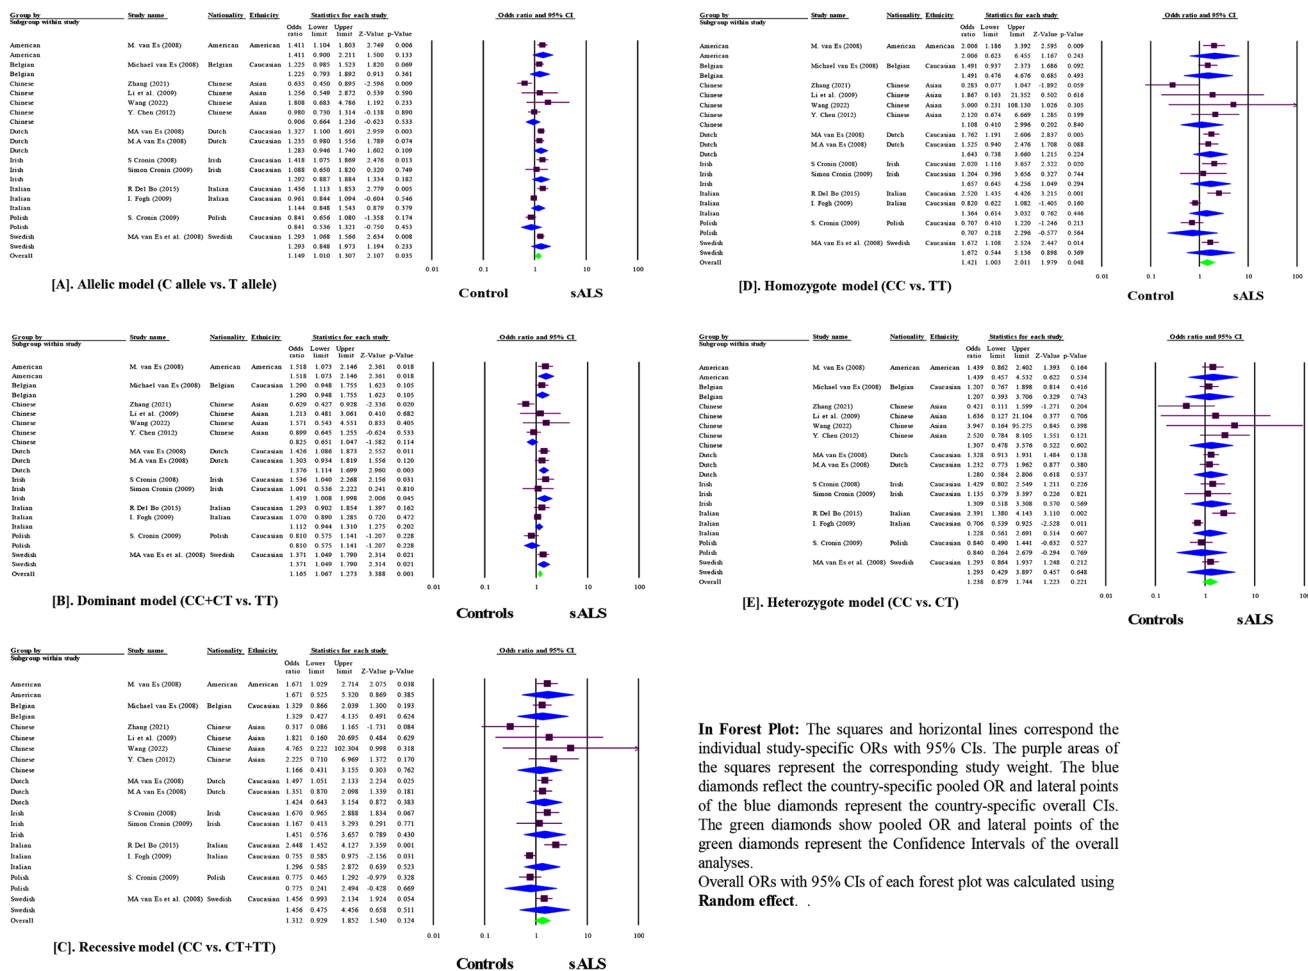 Group by Study name Nationality Ethnicity Statistics for each study Odds ratio and 95% CI
Subgroup within study
Odds ratio Lower limit Upper limit Z-Value p-Value
American M. van Es (2008) American American 1.411 1.104 1.803 2.749 0.006
American 1.411 0.900 2.211 1.500 0.133
Belgian Michael van Es (2008) Belgian Caucasian 1.225 0.985 1.523 1.820 0.069
Belgian 1.225 0.793 1.892 0.913 0.361
Chinese Zhang (2021) Chinese Asian 0.635 0.450 0.895 -2.596 0.009
Chinese Li et al. (2009) Chinese Asian 1.256 0.549 2.872 0.539 0.590
Chinese Wang (2022) Chinese Asian 1.808 0.683 4.786 1.192 0.233
Chinese Y. Chen (2012) Chinese Asian 0.980 0.730 1.314 -0.138 0.890
Chinese 0.906 0.664 1.236 -0.623 0.533
Dutch MA van Es (2008) Dutch Caucasian 1.327 1.100 1.601 2.959 0.003
Dutch M.A van Es (2008) Dutch Caucasian 1.235 0.980 1.556 1.789 0.074
Dutch 1.283 0.946 1.740 1.602 0.109
Irish S Cronin (2008) Irish Caucasian 1.418 1.075 1.869 2.476 0.013
Irish Simon Cronin (2009) Irish Caucasian 1.088 0.650 1.820 0.320 0.749
Irish 1.292 0.887 1.884 1.334 0.182
Italian R Del Bo (2015) Italian Caucasian 1.436 1.113 1.853 2.779 0.005
Italian I. Fogh (2009) Italian Caucasian 0.961 0.844 1.094 -0.604 0.546
Italian 1.144 0.848 1.543 0.879 0.379
Polish S. Cronin (2009) Polish Caucasian 0.841 0.656 1.080 -1.358 0.174
Polish 0.841 0.536 1.321 -0.750 0.453
Swedish MA van Es et al. (2008) Swedish Caucasian 1.293 1.068 1.566 2.634 0.008
Swedish 1.293 0.848 1.973 1.194 0.233
Overall 1.149 1.010 1.307 2.107 0.035
0.01 0.1 1 10 100
[A]. Allelic model (C allele vs. T allele)
Control sALS
Group by Study name Nationality Ethnicity Statistics for each study Odds ratio and 95% CI
Subgroup within study
Odds ratio Lower limit Upper limit Z-Value p-Value
American M. van Es (2008) American American 1.518 1.073 2.146 2.361 0.018
American 1.518 1.073 2.146 2.361 0.018
Belgian Michael van Es (2008) Belgian Caucasian 1.290 0.948 1.755 1.623 0.105
Belgian 1.290 0.948 1.755 1.623 0.105
Chinese Zhang (2021) Chinese Asian 0.629 0.427 0.928 -2.336 0.020
Chinese Li et al. (2009) Chinese Asian 1.213 0.481 3.061 0.410 0.682
Chinese Wang (2022) Chinese Asian 1.571 0.543 4.551 0.833 0.405
Chinese Y. Chen (2012) Chinese Asian 0.899 0.645 1.255 -0.624 0.533
Chinese 0.825 0.651 1.047 -1.582 0.114
Dutch MA van Es (2008) Dutch Caucasian 1.426 1.086 1.873 2.552 0.011
Dutch M.A van Es (2008) Dutch Caucasian 1.303 0.934 1.819 1.556 0.120
Dutch 1.376 1.114 1.699 2.960 0.003
Irish S Cronin (2008) Irish Caucasian 1.536 1.040 2.268 2.156 0.031
Irish Simon Cronin (2009) Irish Caucasian 1.091 0.536 2.222 0.241 0.810
Irish 1.419 1.008 1.998 2.006 0.045
Italian R Del Bo (2015) Italian Caucasian 1.293 0.902 1.854 1.397 0.162
Italian I. Fogh (2009) Italian Caucasian 1.070 0.890 1.285 0.720 0.472
Italian 1.112 0.944 1.310 1.275 0.202
Polish S. Cronin (2009) Polish Caucasian 0.810 0.575 1.141 -1.207 0.228
Polish 0.810 0.575 1.141 -1.207 0.228
Swedish MA van Es et al. (2008) Swedish Caucasian 1.371 1.049 1.790 2.314 0.021
Swedish 1.371 1.049 1.790 2.314 0.021
Overall 1.165 1.067 1.273 3.388 0.001
0.01 0.1 1 10 100
[B]. Dominant model (CC+CT vs. TT)
Controls sALS
Group by Study name Nationality Ethnicity Statistics for each study Odds ratio and 95% CI
Subgroup within study
Odds ratio Lower limit Upper limit Z-Value p-Value
American M. van Es (2008) American American 1.671 1.029 2.714 2.075 0.038
American 1.671 0.525 5.320 0.869 0.385
Belgian Michael van Es (2008) Belgian Caucasian 1.329 0.866 2.039 1.300 0.193
Belgian 1.329 0.427 4.135 0.491 0.624
Chinese Zhang (2021) Chinese Asian 0.317 0.086 1.165 -1.731 0.084
Chinese Li et al. (2009) Chinese Asian 1.821 0.160 20.695 0.484 0.629
Chinese Wang (2022) Chinese Asian 4.765 0.222 102.304 0.998 0.318
Chinese Y. Chen (2012) Chinese Asian 2.225 0.710 6.969 1.372 0.170
Chinese 1.166 0.431 3.155 0.303 0.762
Dutch MA van Es (2008) Dutch Caucasian 1.497 1.051 2.133 2.234 0.025
Dutch M.A van Es (2008) Dutch Caucasian 1.351 0.870 2.098 1.339 0.181
Dutch 1.424 0.643 3.154 0.872 0.383
Irish S Cronin (2008) Irish Caucasian 1.670 0.965 2.888 1.834 0.067
Irish Simon Cronin (2009) Irish Caucasian 1.167 0.413 3.293 0.291 0.771
Irish 1.451 0.576 3.657 0.789 0.430
Italian R Del Bo (2015) Italian Caucasian 2.448 1.452 4.127 3.359 0.001
Italian I. Fogh (2009) Italian Caucasian 0.755 0.585 0.975 -2.156 0.031
Italian 1.296 0.585 2.872 0.639 0.523
Polish S. Cronin (2009) Polish Caucasian 0.775 0.465 1.292 -0.979 0.328
Polish 0.775 0.241 2.494 -0.428 0.669
Swedish MA van Es et al. (2008) Swedish Caucasian 1.456 0.993 2.134 1.924 0.054
Swedish 1.456 0.475 4.456 0.658 0.511
Overall 1.312 0.929 1.852 1.540 0.124
0.01 0.1 1 10 100
[C]. Recessive model (CC vs. CT+TT)
Controls sALS
Group by Study name Nationality Ethnicity Statistics for each study Odds ratio and 95% CI
Subgroup within study
Odds ratio Lower limit Upper limit Z-Value p-Value
American M. van Es (2008) American American 2.006 1.186 3.392 2.595 0.009
American 2.006 0.623 6.455 1.167 0.243
Belgian Michael van Es (2008) Belgian Caucasian 1.491 0.937 2.373 1.686 0.092
Belgian 1.491 0.476 4.676 0.685 0.493
Chinese Zhang (2021) Chinese Asian 0.283 0.077 1.047 -1.892 0.059
Chinese Li et al. (2009) Chinese Asian 1.867 0.163 21.352 0.502 0.616
Chinese Wang (2022) Chinese Asian 5.000 0.231 108.130 1.026 0.305
Chinese Y. Chen (2012) Chinese Asian 2.120 0.674 6.669 1.285 0.199
Chinese 1.108 0.410 2.996 0.202 0.840
Dutch MA van Es (2008) Dutch Caucasian 1.762 1.191 2.606 2.837 0.005
Dutch M.A van Es (2008) Dutch Caucasian 1.525 0.940 2.476 1.708 0.088
Dutch 1.643 0.738 3.660 1.215 0.224
Irish S Cronin (2008) Irish Caucasian 2.020 1.116 3.657 2.322 0.020
Irish Simon Cronin (2009) Irish Caucasian 1.204 0.396 3.656 0.327 0.744
Irish 1.657 0.645 4.256 1.049 0.294
Italian R Del Bo (2015) Italian Caucasian 2.520 1.435 4.426 3.215 0.001
Italian I. Fogh (2009) Italian Caucasian 0.820 0.622 1.082 -1.405 0.160
Italian 1.364 0.614 3.032 0.762 0.446
Polish S. Cronin (2009) Polish Caucasian 0.707 0.410 1.220 -1.246 0.213
Polish 0.707 0.218 2.296 -0.577 0.564
Swedish MA van Es et al. (2008) Swedish Caucasian 1.672 1.108 2.524 2.447 0.014
Swedish 1.672 0.544 5.136 0.898 0.369
Overall 1.421 1.003 2.011 1.979 0.048
0.01 0.1 1 10 100
[D]. Homozygote model (CC vs. TT)
Control sALS
Group by Study name Nationality Ethnicity Statistics for each study Odds ratio and 95% CI
Subgroup within study
Odds ratio Lower limit Upper limit Z-Value p-Value
American M. van Es (2008) American American 1.439 0.862 2.402 1.393 0.164
American 1.439 0.457 4.532 0.622 0.534
Belgian Michael van Es (2008) Belgian Caucasian 1.207 0.767 1.898 0.814 0.416
Belgian 1.207 0.393 3.706 0.329 0.743
Chinese Zhang (2021) Chinese Asian 0.421 0.111 1.599 -1.271 0.204
Chinese Li et al. (2009) Chinese Asian 1.636 0.127 21.104 0.377 0.706
Chinese Wang (2022) Chinese Asian 3.947 0.164 95.275 0.845 0.398
Chinese Y. Chen (2012) Chinese Asian 2.520 0.784 8.105 1.551 0.121
Chinese 1.307 0.478 3.576 0.522 0.602
Dutch MA van Es (2008) Dutch Caucasian 1.328 0.913 1.931 1.484 0.138
Dutch M.A van Es (2008) Dutch Caucasian 1.232 0.773 1.962 0.877 0.380
Dutch 1.280 0.584 2.806 0.618 0.537
Irish S Cronin (2008) Irish Caucasian 1.429 0.802 2.549 1.211 0.226
Irish Simon Cronin (2009) Irish Caucasian 1.135 0.379 3.397 0.226 0.821
Irish 1.309 0.518 3.308 0.570 0.569
Italian R Del Bo (2015) Italian Caucasian 2.391 1.380 4.143 3.110 0.002
Italian I. Fogh (2009) Italian Caucasian 0.706 0.539 0.925 -2.528 0.011
Italian 1.228 0.561 2.691 0.514 0.607
Polish S. Cronin (2009) Polish Caucasian 0.840 0.490 1.441 -0.632 0.527
Polish 0.840 0.264 2.679 -0.294 0.769
Swedish MA van Es et al. (2008) Swedish Caucasian 1.293 0.864 1.937 1.248 0.212
Swedish 1.293 0.429 3.897 0.457 0.648
Overall 1.238 0.879 1.744 1.223 0.221
0.01 0.1 1 10 100
[E]. Heterozygote model (CC vs. CT)
Controls sALS
In Forest Plot: The squares and horizontal lines correspond the
individual study-specific ORs with 95% CIs. The purple areas of
the squares represent the corresponding study weight. The blue
diamonds reflect the country-specific pooled OR and lateral points
of the blue diamonds represent the country-specific overall CIs.
The green diamonds show pooled OR and lateral points of the
green diamonds represent the Confidence Intervals of the overall
analyses.
Overall ORs with 95% CIs of each forest plot was calculated using
Random effect. .